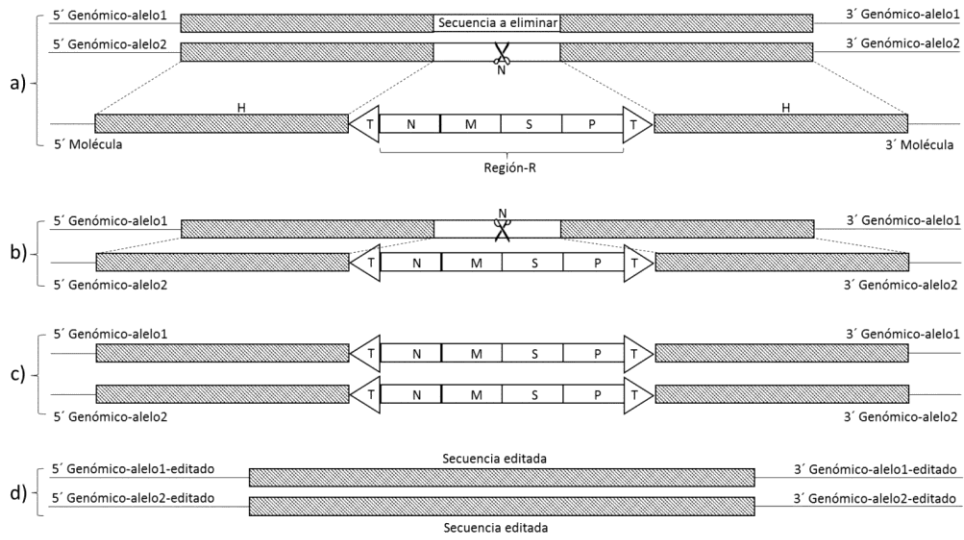 5´ Genómico-alelo1 3´ Genómico-alelo1
Secuencia a eliminar
5´ Genómico-alelo2 3´ Genómico-alelo2
N
a)
H H
T N M S P T
5´ Molécula 3´ Molécula
Región-R
N
5´ Genómico-alelo1 3´ Genómico-alelo1
b)
T N M S P T
5´ Genómico-alelo2 3´ Genómico-alelo2
5´ Genómico-alelo1 3´ Genómico-alelo1
T N M S P T
c)
T N M S P T
5´ Genómico-alelo2 3´ Genómico-alelo2
Secuencia editada
5´ Genómico-alelo1-editado 3´ Genómico-alelo1-editado
d)
5´ Genómico-alelo2-editado 3´ Genómico-alelo2-editado
Secuencia editada